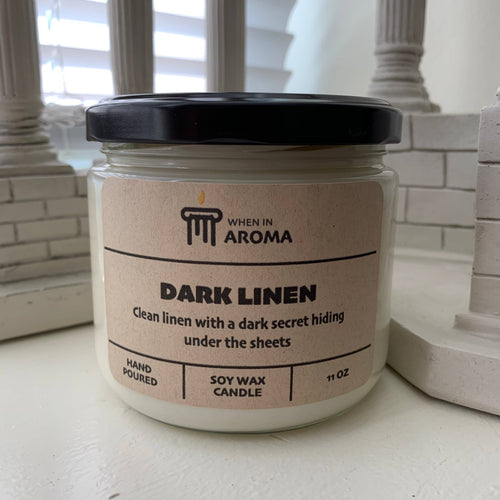 WHEN IN
AROMA
DARK LINEN
Clean linen with a dark secret hiding
under the sheets
HAND
POURED
SOY WAX
CANDLE
11 OZ